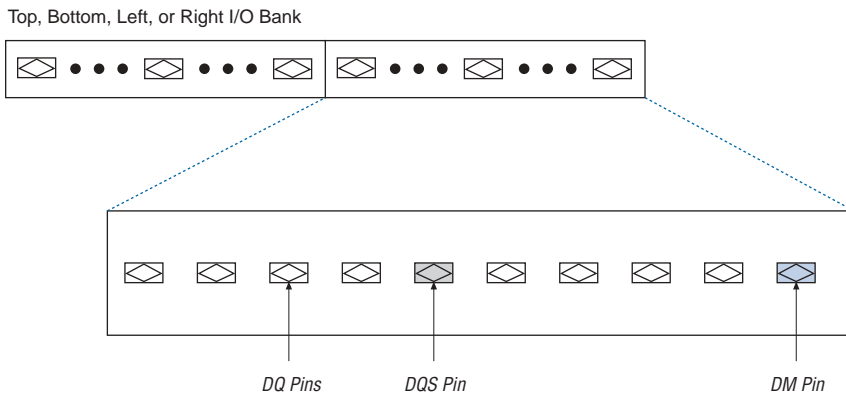 Top, Bottom, Left, or Right I/O Bank
DQ Pins
DQS Pin
DM Pin